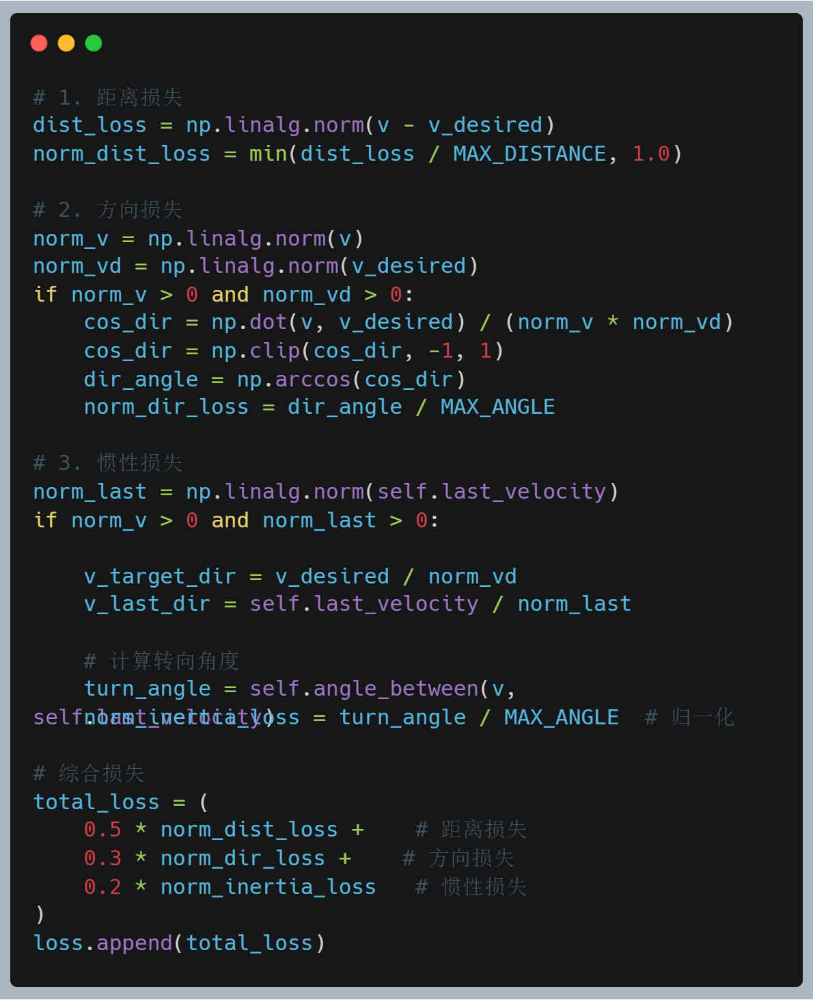 # 1. 距离损失
dist_loss = np.linalg.norm(v - v_desired)
norm_dist_loss = min(dist_loss / MAX_DISTANCE, 1.0)
# 2. 方向损失
norm_v = np.linalg.norm(v)
norm_vd = np.linalg.norm(v_desired)
if norm_v > 0 and norm_vd > 0:
    cos_dir = np.dot(v, v_desired) / (norm_v * norm_vd)
    cos_dir = np.clip(cos_dir, -1, 1)
    dir_angle = np.arccos(cos_dir)
    norm_dir_loss = dir_angle / MAX_ANGLE
# 3. 惯性损失
norm_last = np.linalg.norm(self.last_velocity)
if norm_v > 0 and norm_last > 0:
    v_target_dir = v_desired / norm_vd
    v_last_dir = self.last_velocity / norm_last
    # 计算转向角度
    turn_angle = self.angle_between(v,
self.last_velocity)
    norm_inertia_loss = turn_angle / MAX_ANGLE  # 归一化
# 综合损失
total_loss = (
    0.5 * norm_dist_loss +    # 距离损失
    0.3 * norm_dir_loss +    # 方向损失
    0.2 * norm_inertia_loss   # 惯性损失
)
loss.append(total_loss)